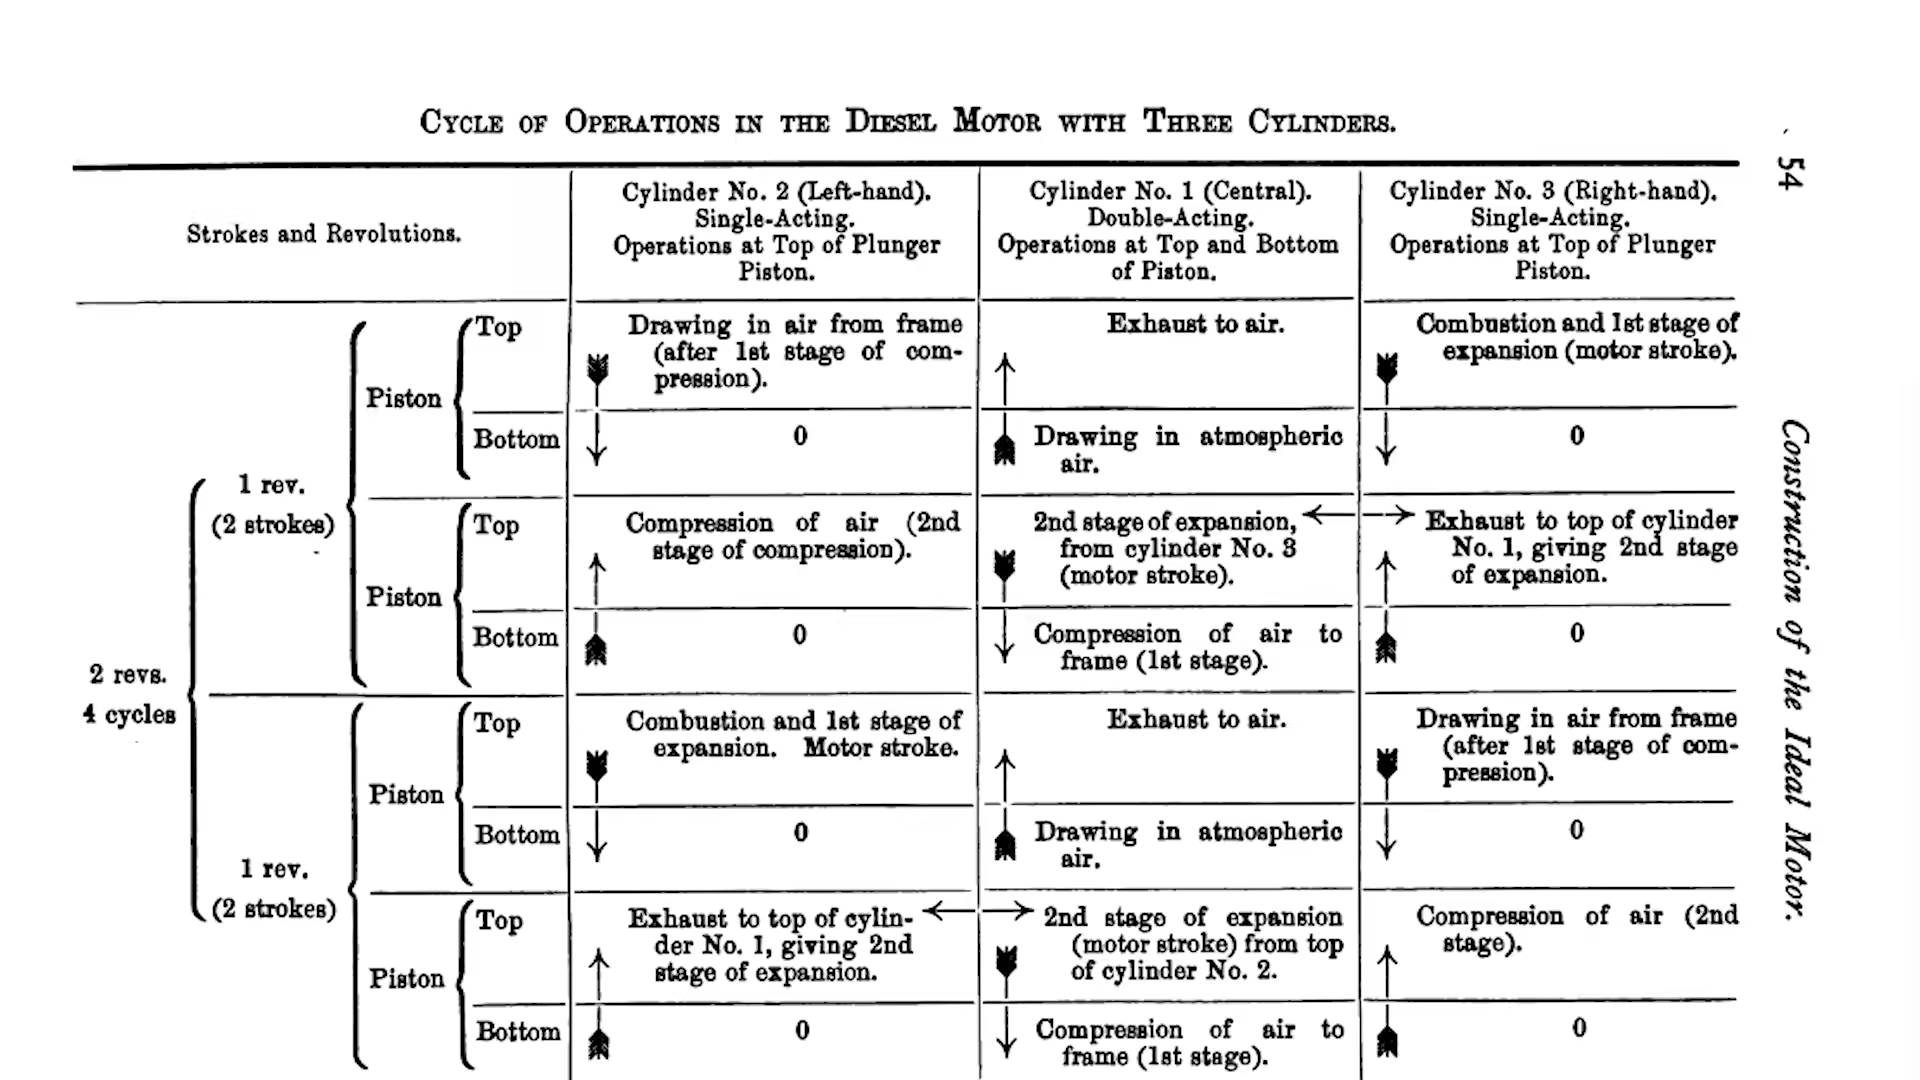 CYCLE OF OPERATIONS IN THE DIESEL MOTOR WITH THREE CYLINDERS.
54
Strokes and Revolutions.
Cylinder No. 2 (Left-hand).
Single-Acting.
Operations at Top of Plunger
Piston.
Cylinder No. 1 (Central).
Double-Acting.
Operations at Top and Bottom
of Piston.
Cylinder No. 3 (Right-hand).
Single-Acting.
Operations at Top of Plunger
Piston.
2 revs.
4 cycles
1 rev.
(2 strokes)
Piston
Top
Drawing in air from frame
(after 1st stage of com-
pression).
Exhaust to air.
Combustion and 1st stage of
expansion (motor stroke).
Bottom
0
Drawing in atmospheric
air.
0
Piston
Top
Compression of air (2nd
stage of compression).
2nd stage of expansion,
from cylinder No. 3
(motor stroke).
Exhaust to top of cylinder
No. 1, giving 2nd stage
of expansion.
Bottom
0
Compression of air to
frame (1st stage).
0
1 rev.
(2 strokes)
Piston
Top
Combustion and 1st stage of
expansion. Motor stroke.
Exhaust to air.
Drawing in air from frame
(after 1st stage of com-
pression).
Bottom
0
Drawing in atmospheric
air.
0
Piston
Top
Exhaust to top of cylin-
der No. 1, giving 2nd
stage of expansion.
2nd stage of expansion
(motor stroke) from top
of cylinder No. 2.
Compression of air (2nd
stage).
Bottom
0
Compression of air to
frame (1st stage).
0
Construction of the Ideal Motor.